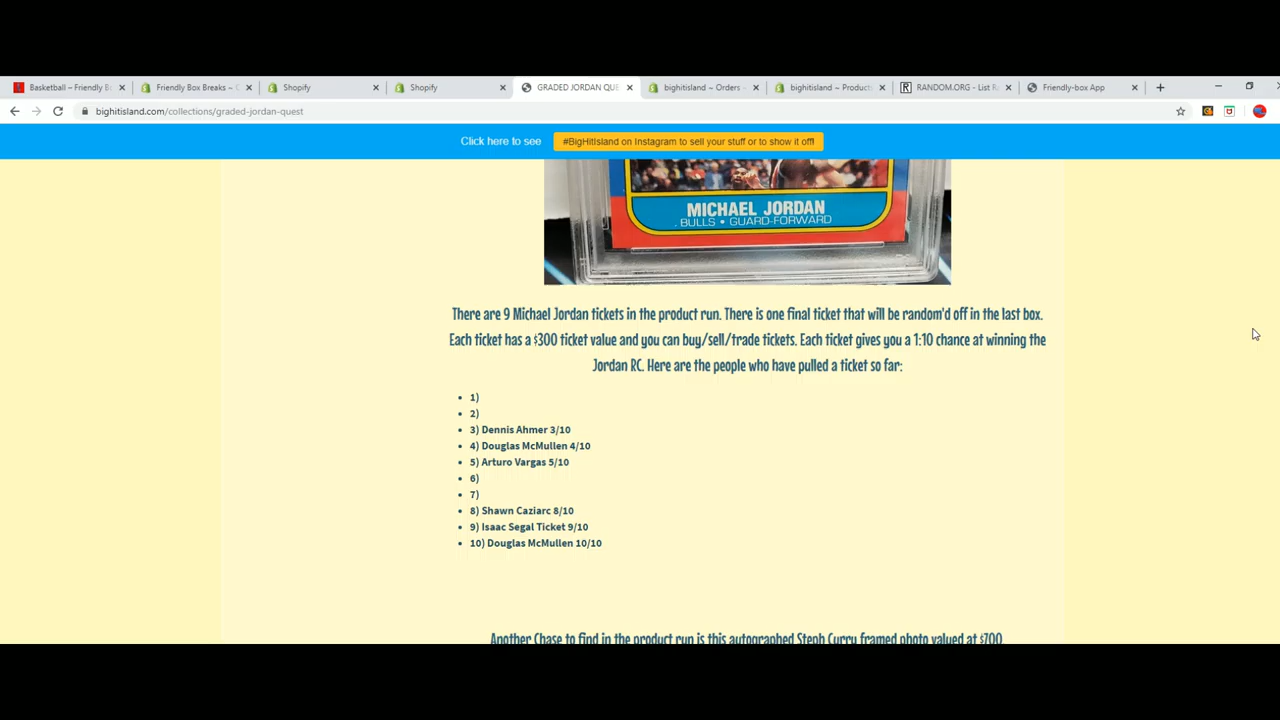 Basketball – Friendly B
Friendly Box Breaks ~
Shopify
Shopify
GRADED JORDAN QUE
bighitisland ~ Orders
bighitisland ~ Products
RANDOM.ORG - List R
Friendly-box App
bighitisland.com/collections/graded-jordan-quest
Click here to see #BigHitIsland on Instagram to sell your stuff or to show it off!
MICHAEL JORDAN
BULLS • GUARD-FORWARD
There are 9 Michael Jordan tickets in the product run. There is one final ticket that will be random'd off in the last box.
Each ticket has a $300 ticket value and you can buy/sell/trade tickets. Each ticket gives you a 1:10 chance at winning the
Jordan RC. Here are the people who have pulled a ticket so far:
• 1)
• 2)
• 3) Dennis Ahmer 3/10
• 4) Douglas McMullen 4/10
• 5) Arturo Vargas 5/10
• 6)
• 7)
• 8) Shawn Caziarc 8/10
• 9) Isaac Segal Ticket 9/10
• 10) Douglas McMullen 10/10
Another Chase to find in the product run is this autographed Steph Curry framed photo valued at $700